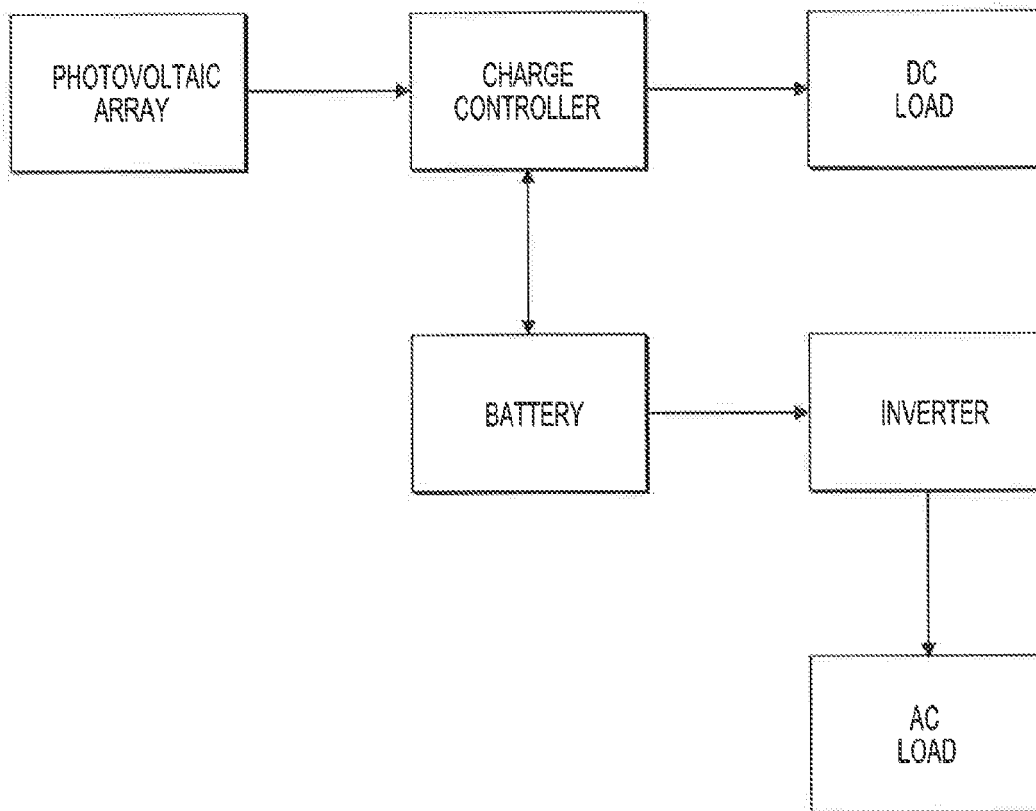 PHOTOVOLTAIC
ARRAY
CHARGE
CONTROLLER
DC
LOAD
BATTERY
INVERTER
AC
LOAD